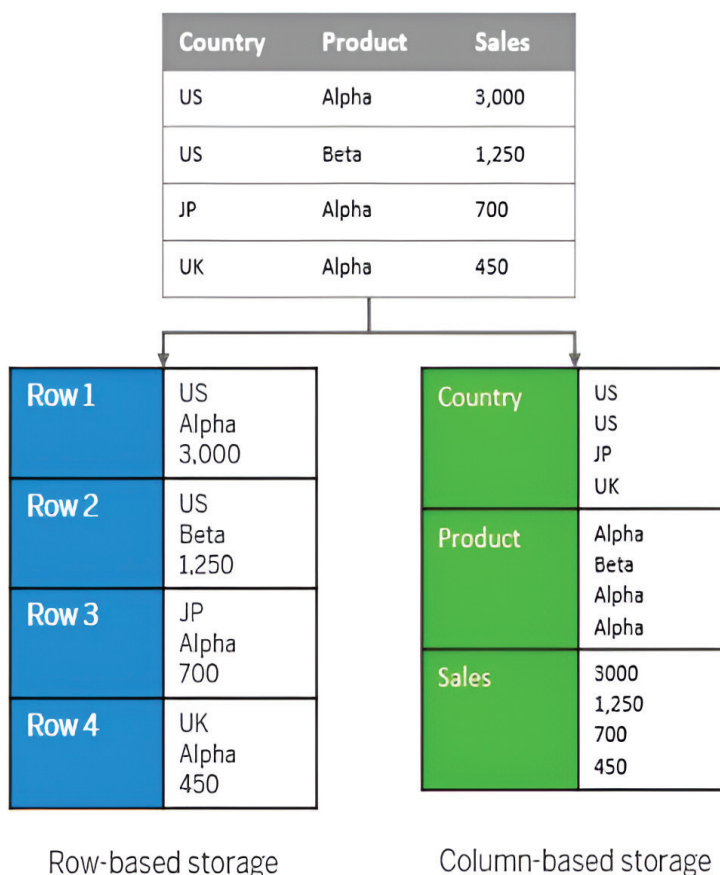 Country Product Sales
US Alpha 3,000
US Beta 1,250
JP Alpha 700
UK Alpha 450
Row 1
US
Alpha
3,000
Row 2
US
Beta
1,250
Row 3
JP
Alpha
700
Row 4
UK
Alpha
450
Row-based storage
Country
US
US
JP
UK
Product
Alpha
Beta
Alpha
Alpha
Sales
3000
1,250
700
450
Column-based storage